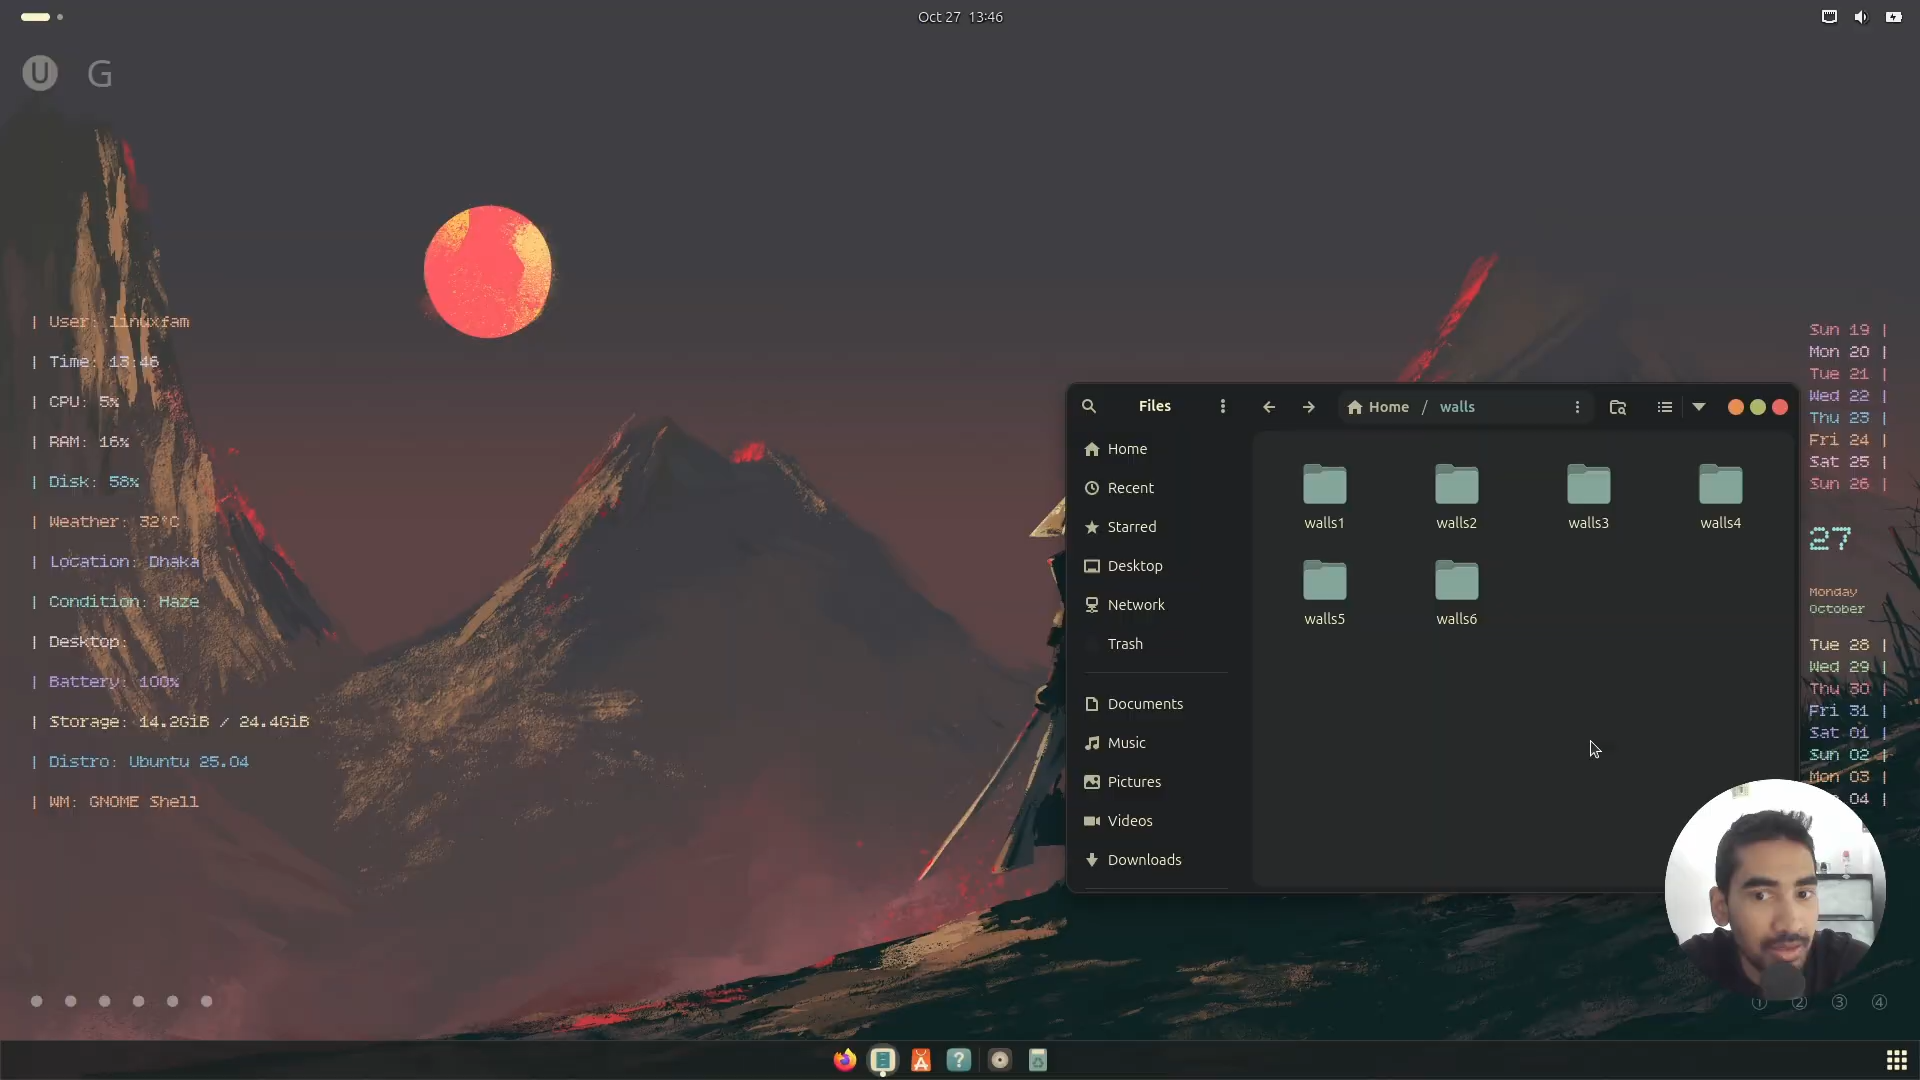 Oct 27 13:46
U G
| User: linuxfam
| Time: 13:46
| CPU: 5%
| RAM: 16%
| Disk: 58%
| Weather: 32°C
| Location: Dhaka
| Condition: Haze
| Desktop:
| Battery: 100%
| Storage: 14.2GiB / 24.4GiB
| Distro: Ubuntu 25.04
| WM: GNOME Shell
Files
Home / walls
Home
Recent
Starred
Desktop
Network
Trash
Documents
Music
Pictures
Videos
Downloads
walls1
walls2
walls3
walls4
walls5
walls6
Sun 19 |
Mon 20 |
Tue 21 |
Wed 22 |
Thu 23 |
Fri 24 |
Sat 25 |
Sun 26 |
27
Monday
October
Tue 28 |
Wed 29 |
Thu 30 |
Fri 31 |
Sat 01 |
Sun 02 |
Mon 03 |
04 |
① ② ③ ④
A ?